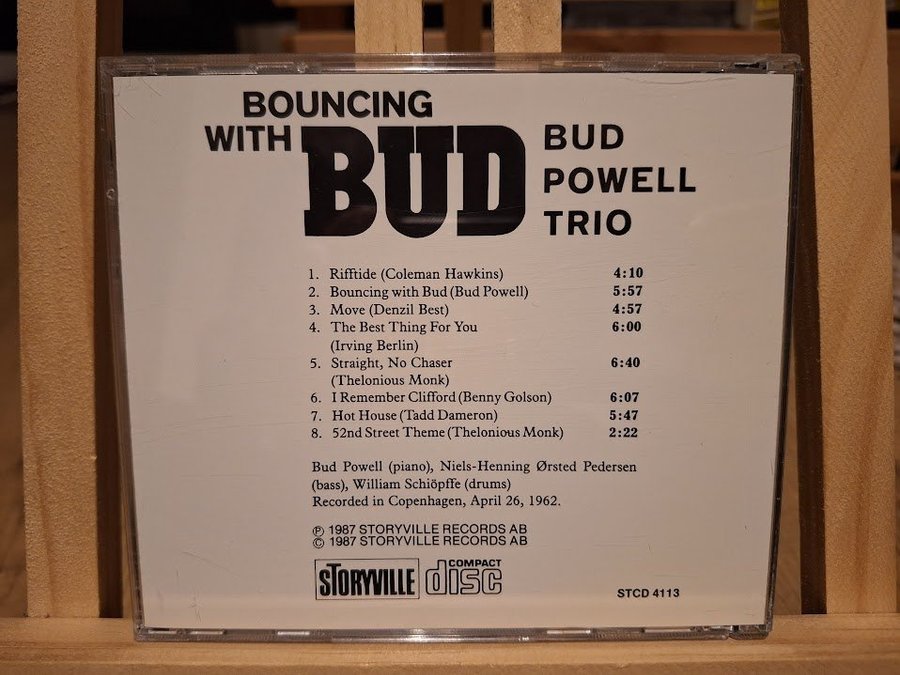 BOUNCING
WITH BUD
BUD
POWELL
TRIO
1. Rifftide (Coleman Hawkins) 4:10
2. Bouncing with Bud (Bud Powell) 5:57
3. Move (Denzil Best) 4:57
4. The Best Thing For You 6:00
(Irving Berlin)
5. Straight, No Chaser 6:40
(Thelonious Monk)
6. I Remember Clifford (Benny Golson) 6:07
7. Hot House (Tadd Dameron) 5:47
8. 52nd Street Theme (Thelonious Monk) 2:22
Bud Powell (piano), Niels-Henning Ørsted Pedersen
(bass), William Schiöpffe (drums)
Recorded in Copenhagen, April 26, 1962.
℗ 1987 STORYVILLE RECORDS AB
© 1987 STORYVILLE RECORDS AB
STORYVILLE
COMPACT
disc
STCD 4113